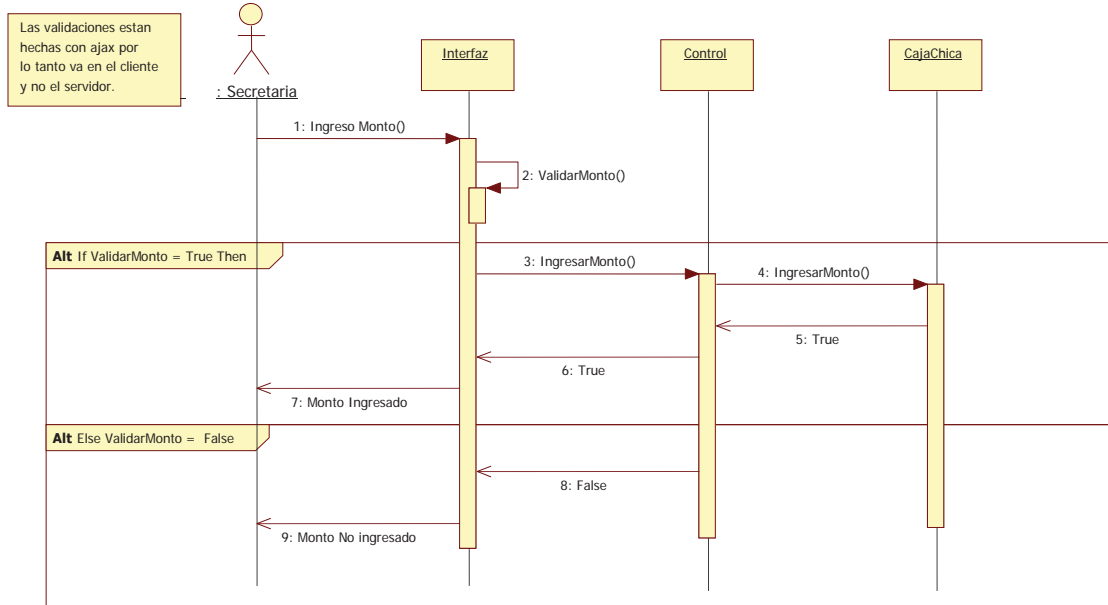 Las validaciones estan
hechas con ajax por
lo tanto va en el cliente
y no el servidor.
: Secretaria
Interfaz
Control
CajaChica
1: Ingreso Monto()
2: ValidarMonto()
Alt If ValidarMonto = True Then
3: IngresarMonto()
4: IngresarMonto()
5: True
6: True
7: Monto Ingresado
Alt Else ValidarMonto = False
8: False
9: Monto No ingresado